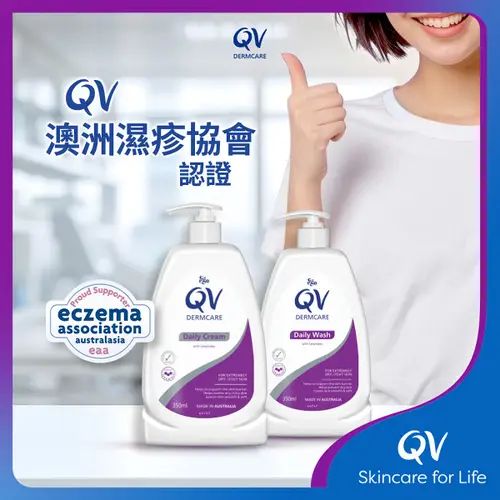 QV
DERMCARE
QV
澳洲濕疹協會
認證
Proud Supporter
eczema
association
australasia
eaa
Ego
QV
DERMCARE
Daily Cream
with ceramides
FOR EXTREMELY
DRY, ITCHY SKIN
350ml
MADE IN AUSTRALIA
Ego
QV
DERMCARE
Daily Wash
with ceramides
FOR EXTREMELY
DRY, ITCHY SKIN
350ml
MADE IN AUSTRALIA
QV
Skincare for Life